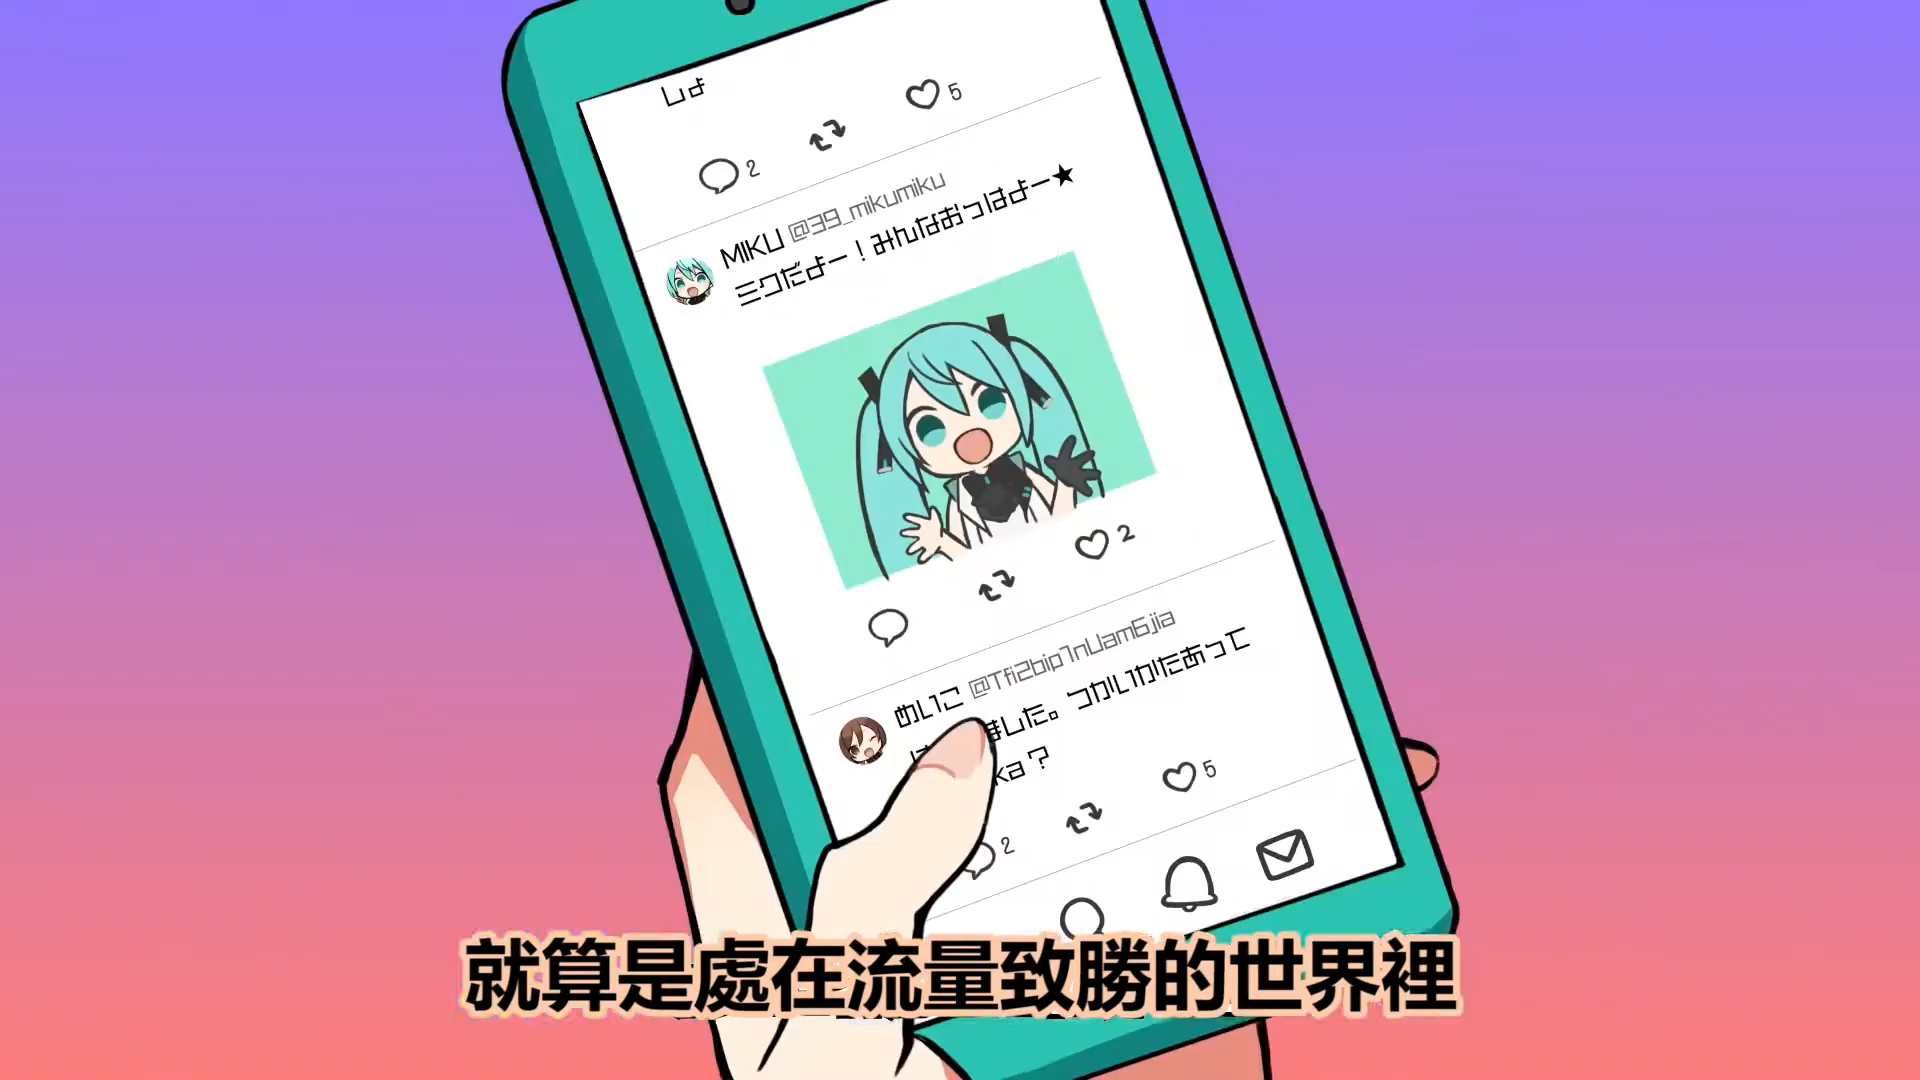 しょ
5
2
MIKU @39_mikumiku
ミクだよー！みんなおっはよー★
2
めいこ @Tfi2bip7nUam6jia
ました。つかいかたあって
ka？
5
2
就算是處在流量致勝的世界裡